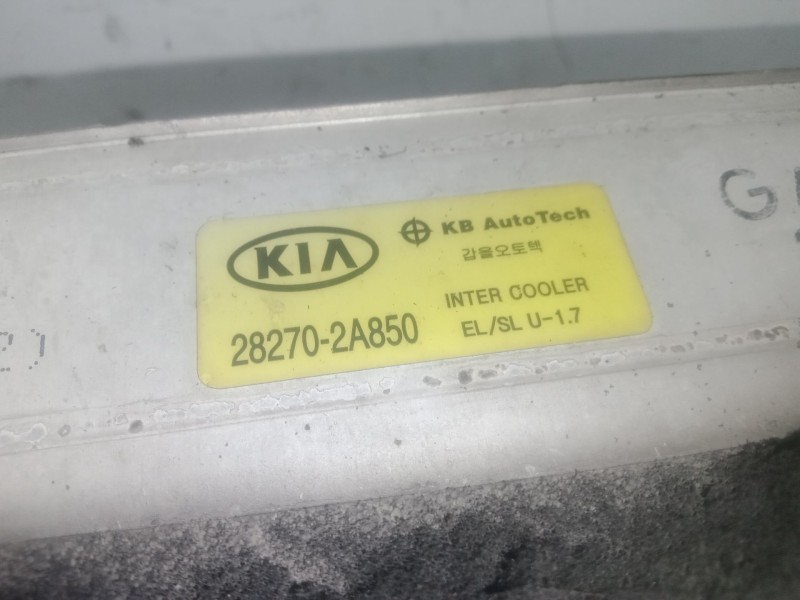 KIA
KB AutoTech
갑을오토텍
28270-2A850
INTER COOLER
EL/SL U-1.7
G